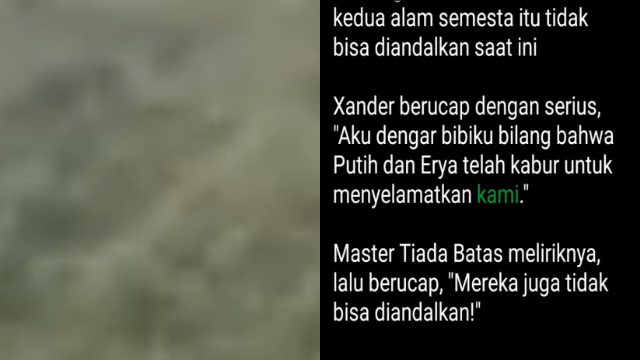 kedua alam semesta itu tidak
bisa diandalkan saat ini
Xander berucap dengan serius,
"Aku dengar bibiku bilang bahwa
Putih dan Erya telah kabur untuk
menyelamatkan kami."
Master Tiada Batas meliriknya,
lalu berucap, "Mereka juga tidak
bisa diandalkan!"